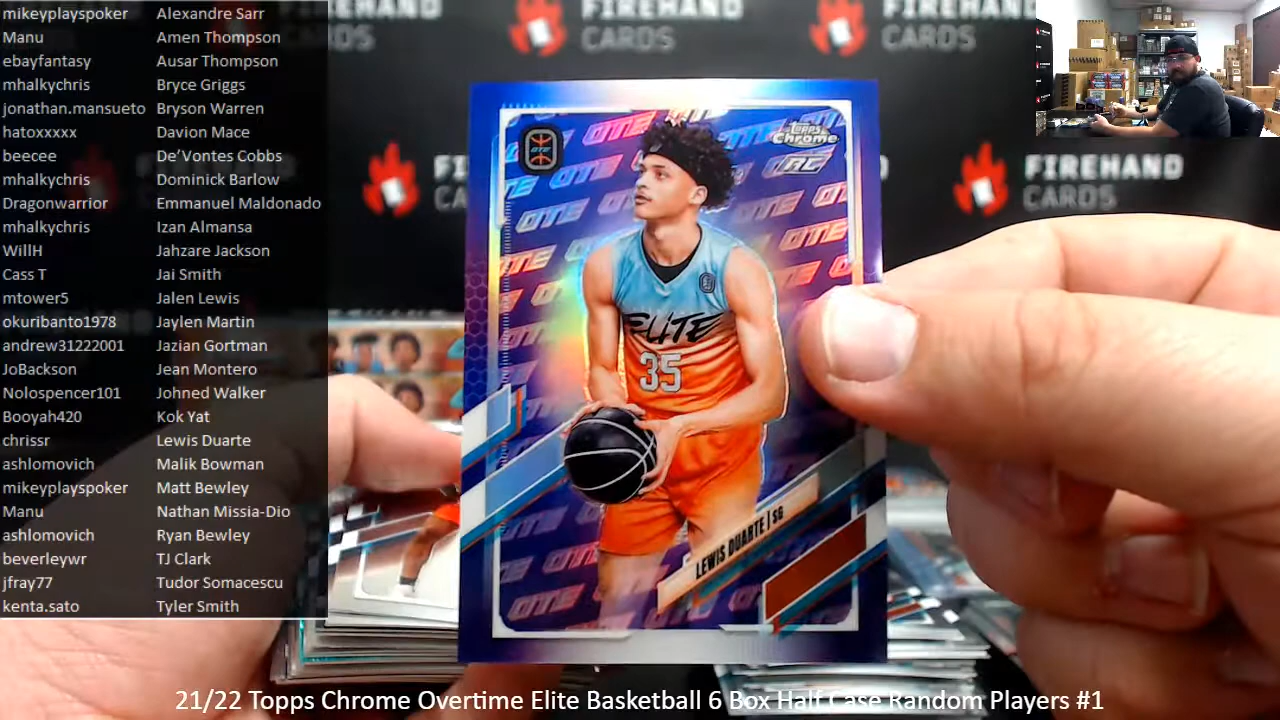 mikeyplayspoker Alexandre Sarr
Manu Amen Thompson
ebayfantasy Ausar Thompson
mhalkychris Bryce Griggs
jonathan.mansueto Bryson Warren
hatoxxxxx Davion Mace
beecee De’Vontes Cobbs
mhalkychris Dominick Barlow
Dragonwarrior Emmanuel Maldonado
mhalkychris Izan Almansa
WillH Jahzare Jackson
Cass T Jai Smith
mtower5 Jalen Lewis
okuribanto1978 Jaylen Martin
andrew31222001 Jazian Gortman
JoBackson Jean Montero
Nolospencer101 Johned Walker
Booyah420 Kok Yat
chrissr Lewis Duarte
ashlomovich Malik Bowman
mikeyplayspoker Matt Bewley
Manu Nathan Missia-Dio
ashlomovich Ryan Bewley
beverleywr TJ Clark
jfray77 Tudor Somacescu
kenta.sato Tyler Smith
FIREHAND
CARDS
FIREHAND
CARDS
FIREHAND
CARDS
OTE
Topps
Chrome
RC
OTE OTE OTE
ELITE
35
LEWIS DUARTE | SG
21/22 Topps Chrome Overtime Elite Basketball 6 Box Half Case Random Players #1